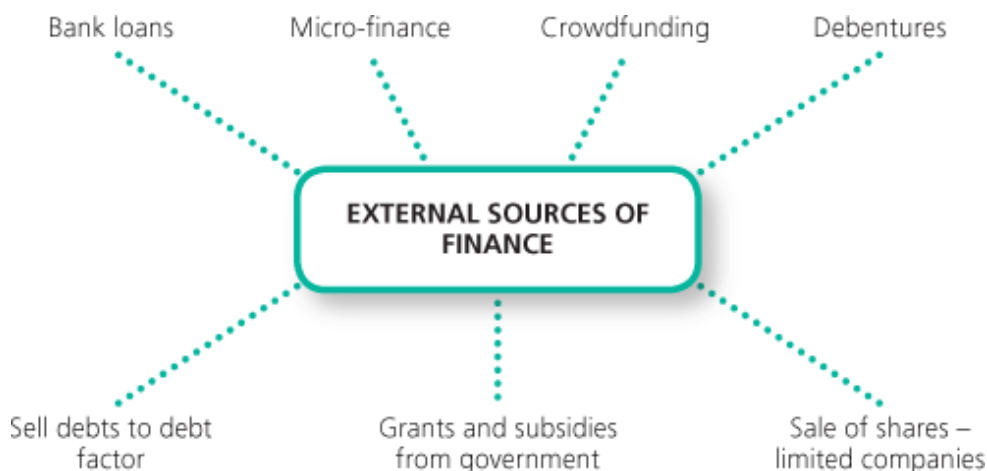 Bank loans
Micro-finance
Crowdfunding
Debentures
EXTERNAL SOURCES OF
FINANCE
Sell debts to debt
factor
Grants and subsidies
from government
Sale of shares –
limited companies